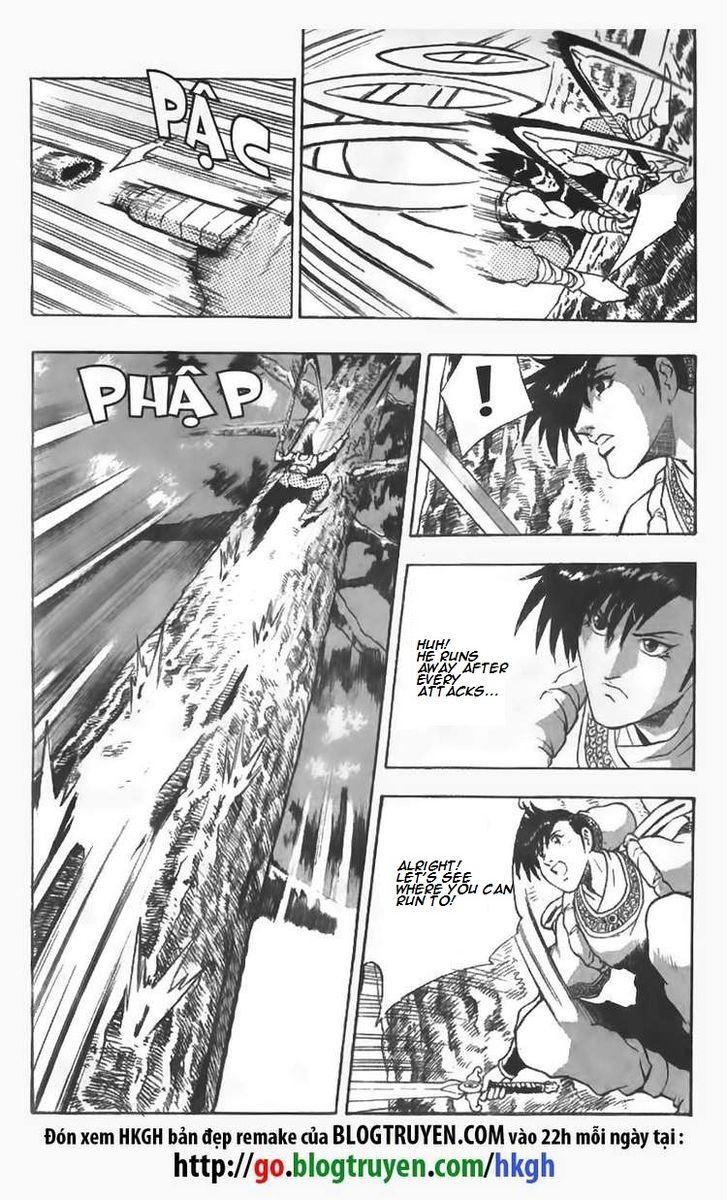 PẬC
PHẬP
!
HUH!
HE RUNS
AWAY AFTER
EVERY
ATTACKS...
ALRIGHT!
LET'S SEE
WHERE YOU CAN
RUN TO!
Đón xem HKGH bản đẹp remake của BLOGTRUYEN.COM vào 22h mỗi ngày tại :
http://go.blogtruyen.com/hkgh